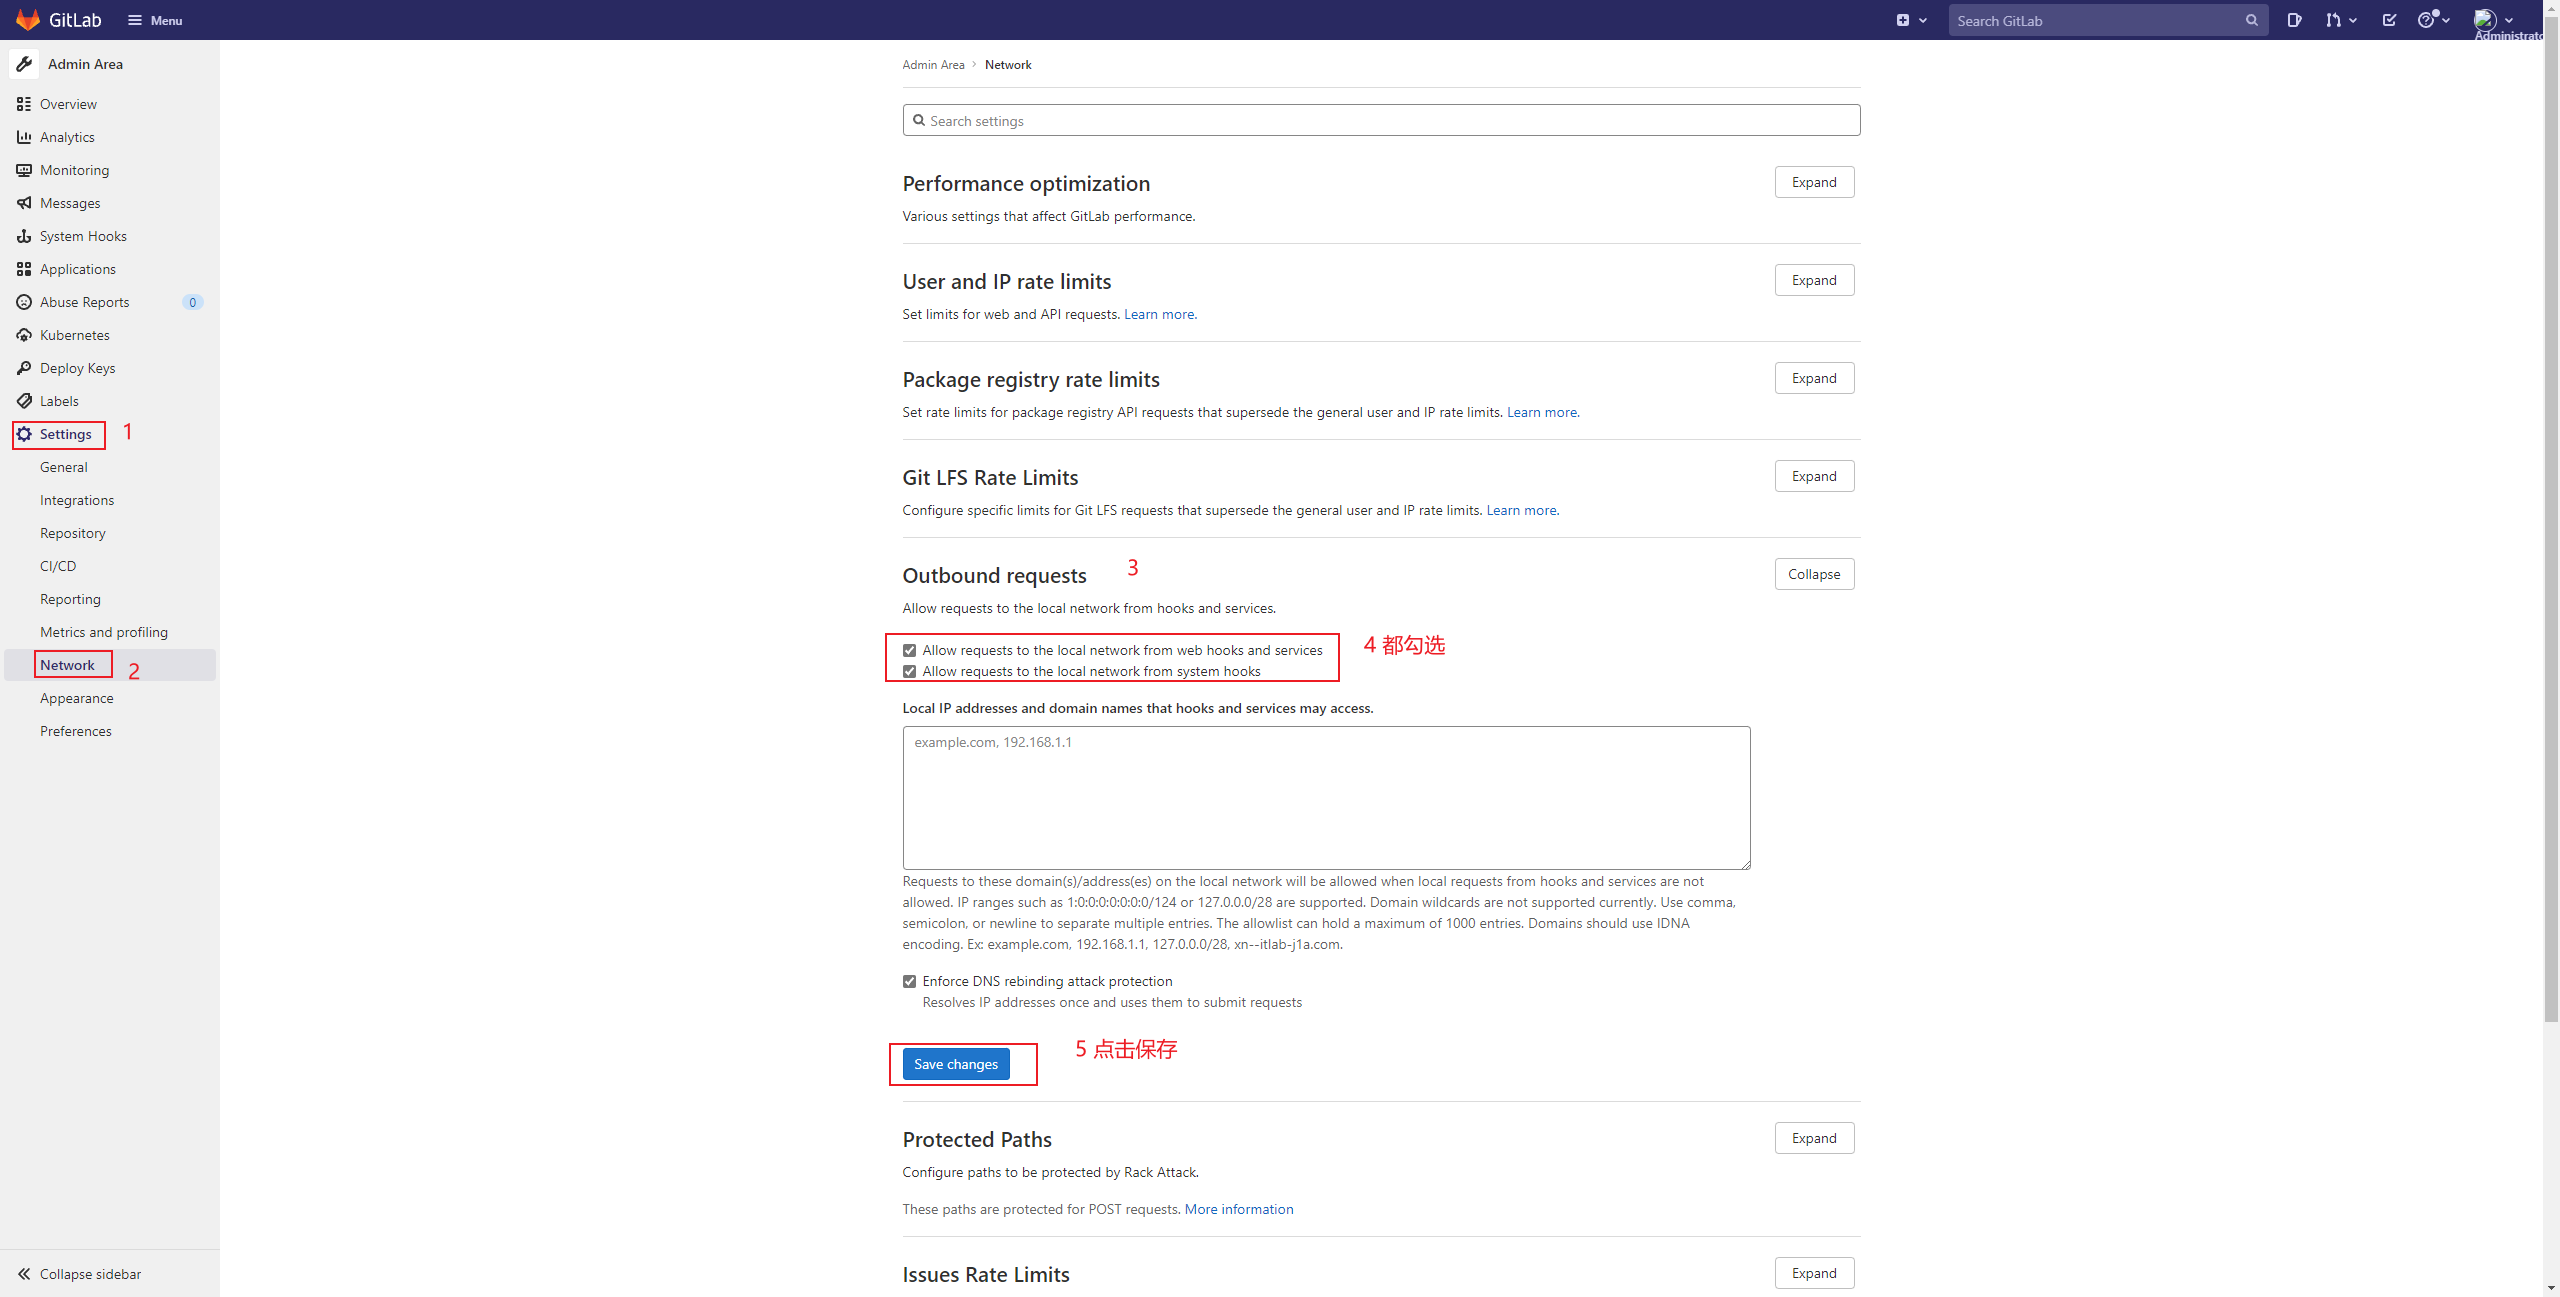 GitLab
Menu
Search GitLab
Administrato
Admin Area
Overview
Analytics
Monitoring
Messages
System Hooks
Applications
Abuse Reports 0
Kubernetes
Deploy Keys
Labels
Settings 1
General
Integrations
Repository
CI/CD
Reporting
Metrics and profiling
Network 2
Appearance
Preferences
Collapse sidebar
Admin Area › Network
Search settings
Performance optimization
Expand
Various settings that affect GitLab performance.
User and IP rate limits
Expand
Set limits for web and API requests. Learn more.
Package registry rate limits
Expand
Set rate limits for package registry API requests that supersede the general user and IP rate limits. Learn more.
Git LFS Rate Limits
Expand
Configure specific limits for Git LFS requests that supersede the general user and IP rate limits. Learn more.
Outbound requests 3
Collapse
Allow requests to the local network from hooks and services.
Allow requests to the local network from web hooks and services
4 都勾选
Allow requests to the local network from system hooks
Local IP addresses and domain names that hooks and services may access.
example.com, 192.168.1.1
Requests to these domain(s)/address(es) on the local network will be allowed when local requests from hooks and services are not
allowed. IP ranges such as 1:0:0:0:0:0:0:0/124 or 127.0.0.0/28 are supported. Domain wildcards are not supported currently. Use comma,
semicolon, or newline to separate multiple entries. The allowlist can hold a maximum of 1000 entries. Domains should use IDNA
encoding. Ex: example.com, 192.168.1.1, 127.0.0.0/28, xn--itlab-j1a.com.
Enforce DNS rebinding attack protection
Resolves IP addresses once and uses them to submit requests
5 点击保存
Save changes
Protected Paths
Expand
Configure paths to be protected by Rack Attack.
These paths are protected for POST requests. More information
Issues Rate Limits
Expand